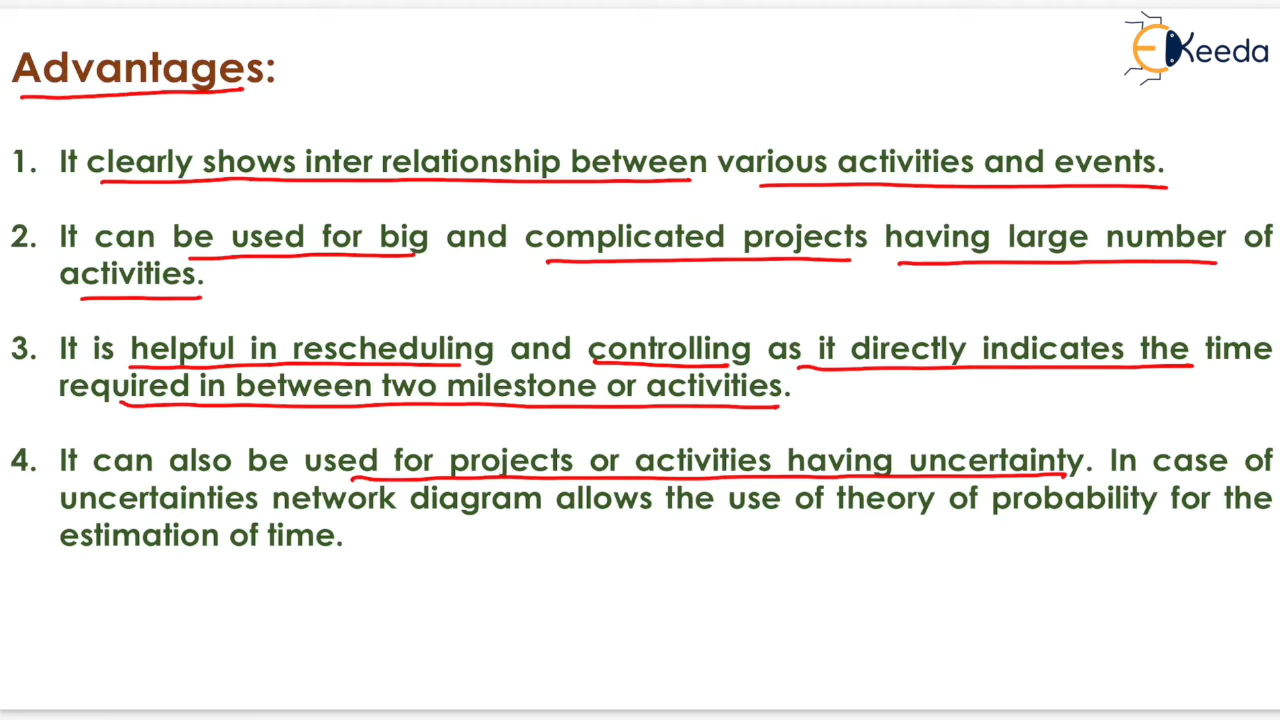 EKeeda
Advantages:
1. It clearly shows inter relationship between various activities and events.
2. It can be used for big and complicated projects having large number of
activities.
3. It is helpful in rescheduling and controlling as it directly indicates the time
required in between two milestone or activities.
4. It can also be used for projects or activities having uncertainty. In case of
uncertainties network diagram allows the use of theory of probability for the
estimation of time.